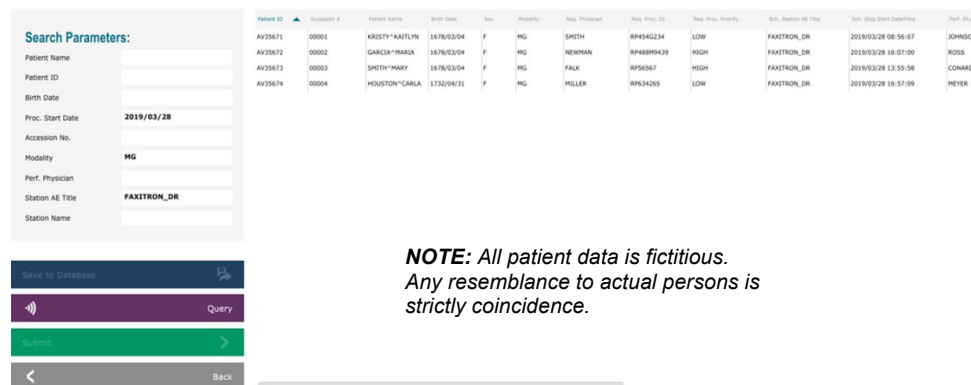 Patient ID Accession # Patient Name Birth Date Sex Modality Req. Physician Req. Proc. ID Req. Proc. Priority Sch. Station AE Title Sch. Step Start DateTime
AV35671 00001 KRISTY^KAITLYN 1678/03/04 F MG SMITH RP454G234 LOW FAXITRON_DR 2019/03/28 08:56:07
AV35672 00002 GARCIA^MARIA 1678/03/04 F MG NEWMAN RP488M9439 HIGH FAXITRON_DR 2019/03/28 16:07:00 ROSS
AV35673 00003 SMITH^MARY 1678/03/04 F MG FALK RP56567 HIGH FAXITRON_DR 2019/03/28 13:55:58 CONARD
AV35674 00004 HOUSTON^CARLA 1732/04/31 F MG MILLER RP634265 LOW FAXITRON_DR 2019/03/28 16:57:09 MEYER
Search Parameters:
Patient Name
Patient ID
Birth Date
Proc. Start Date 2019/03/28
Accession No.
Modality MG
Perf. Physician
Station AE Title FAXITRON_DR
Station Name
Save to Database
Query
Submit
Back
NOTE: All patient data is fictitious.
Any resemblance to actual persons is
strictly coincidence.